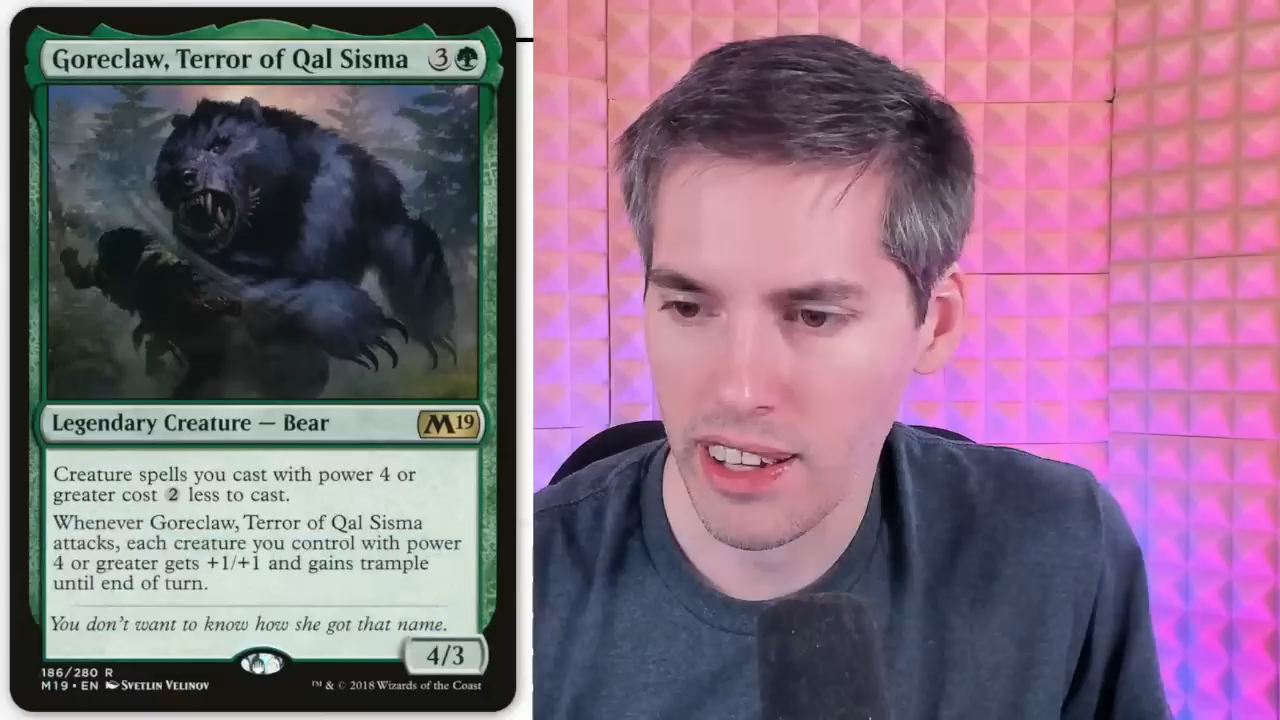 Goreclaw, Terror of Qal Sisma 3
Legendary Creature — Bear M19
Creature spells you cast with power 4 or
greater cost 2 less to cast.
Whenever Goreclaw, Terror of Qal Sisma
attacks, each creature you control with power
4 or greater gets +1/+1 and gains trample
until end of turn.
You don't want to know how she got that name.
4/3
186/280 R
M19 • EN Svetlin Velinov
™ & © 2018 Wizards of the Coast